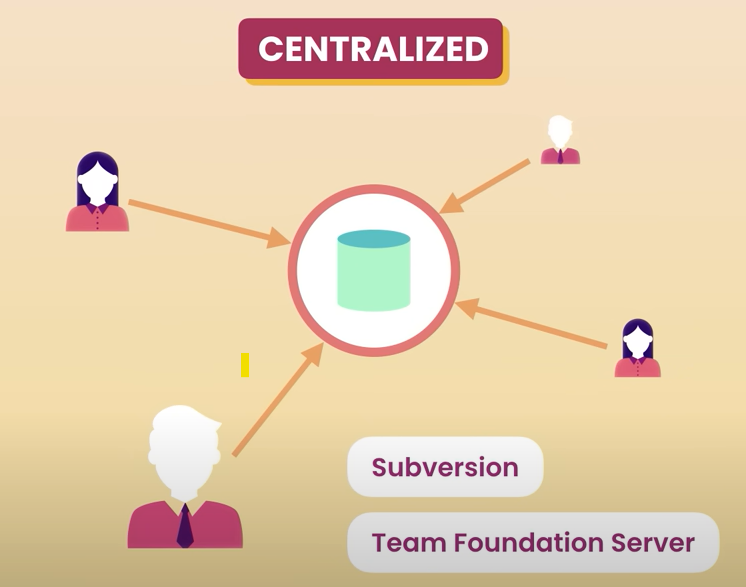 CENTRALIZED
Subversion
Team Foundation Server